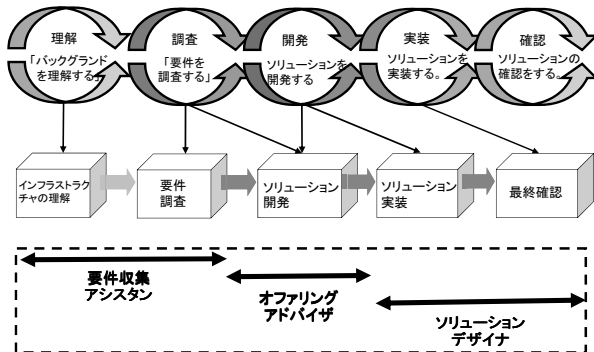 理解
「バックグランド
を理解する」
調査
「要件を
調査する」
開発
ソリューションを
開発する
実装
ソリューションを
実装する。
確認
ソリューションの
確認をする。
インフラストラク
チャの理解
要件
調査
ソリューション
開発
ソリューション
実装
最終確認
要件収集
アシスタン
オファリング
アドバイザ
ソリューション
デザイナ